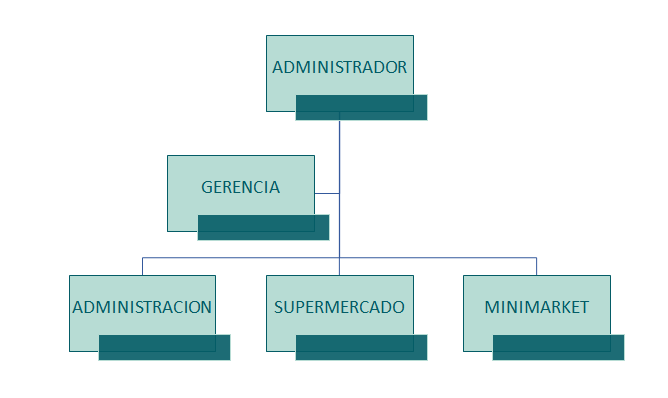 ADMINISTRADOR
GERENCIA
ADMINISTRACION
SUPERMERCADO
MINIMARKET